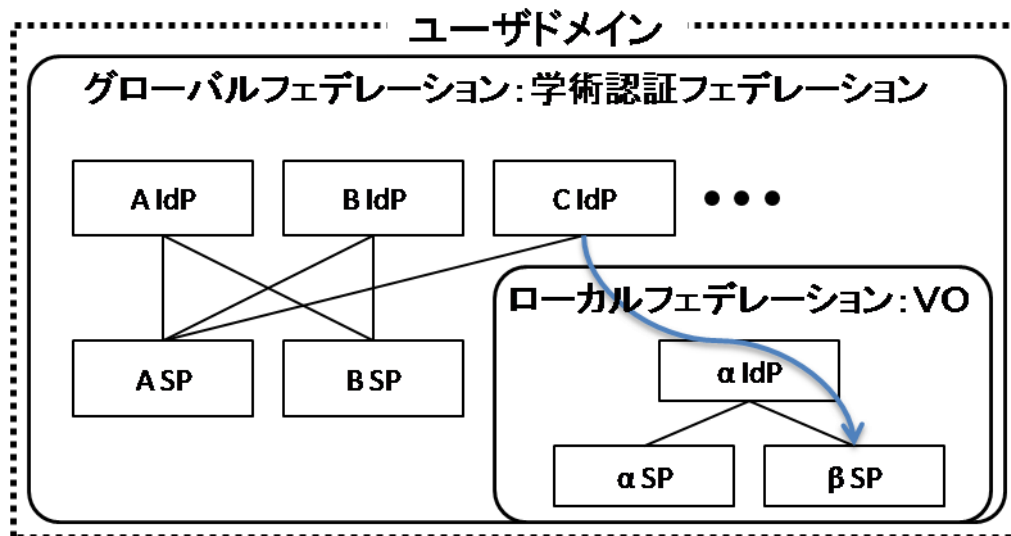 ユーザドメイン
グローバルフェデレーション:学術認証フェデレーション
A IdP
B IdP
C IdP
•••
ローカルフェデレーション:VO
α IdP
A SP
B SP
α SP
β SP